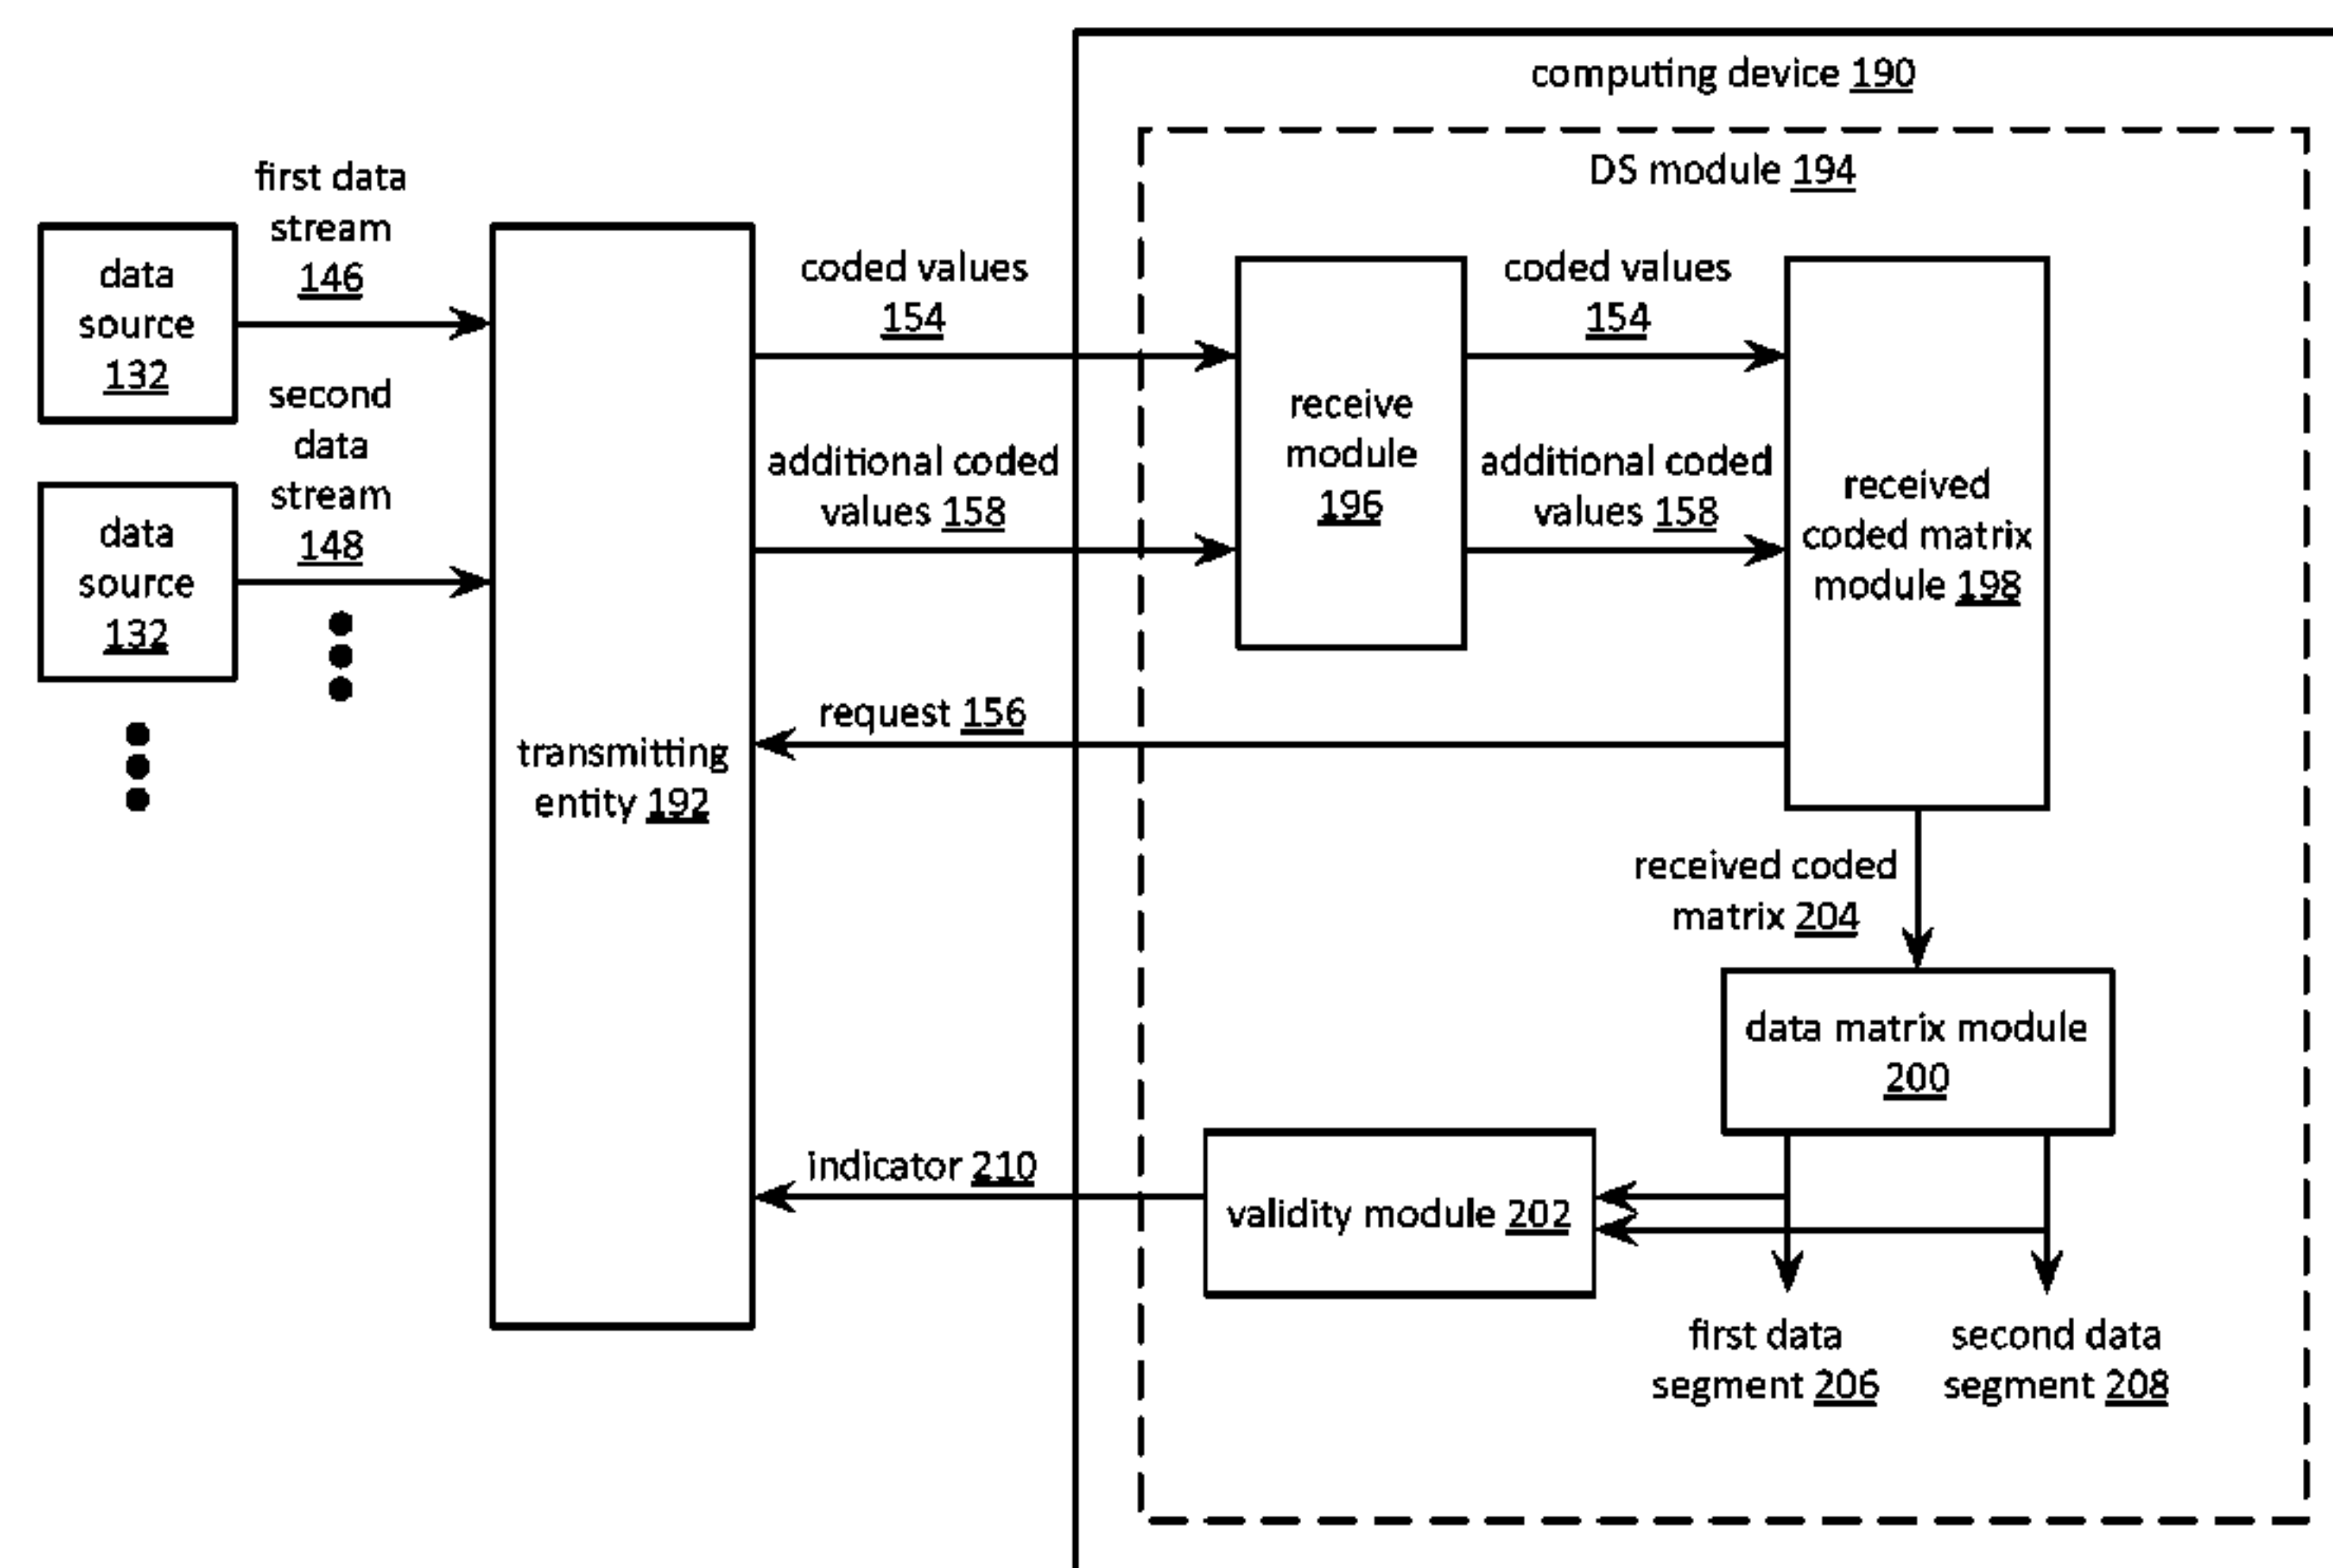 computing device 190
DS module 194
first data
stream
146
data
source
132
second
data
stream
148
data
source
132
transmitting
entity 192
coded values
154
additional coded
values 158
request 156
indicator 210
receive
module
196
coded values
154
additional coded
values 158
received
coded matrix
module 198
received coded
matrix 204
data matrix module
200
validity module 202
first data
segment 206
second data
segment 208